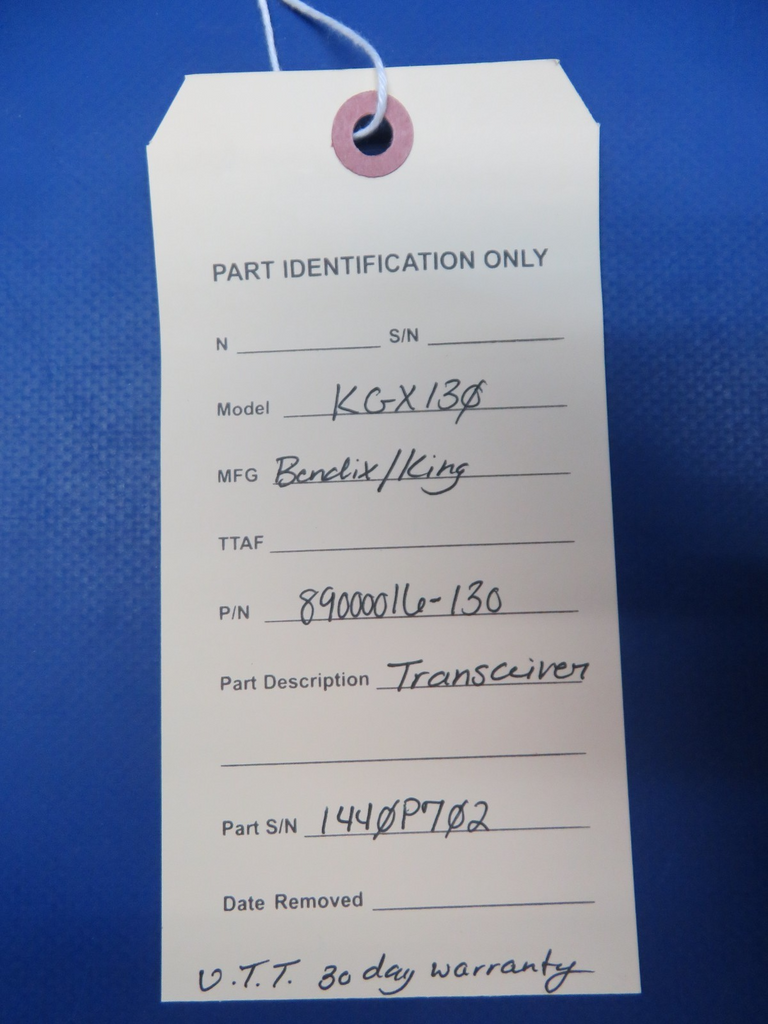 PART IDENTIFICATION ONLY
N S/N
Model KGX13Ø
MFG Bendix/King
TTAF
P/N 89000016-130
Part Description Transceiver
Part S/N 144ØP7Ø2
Date Removed
U.T.T. 30 day warranty